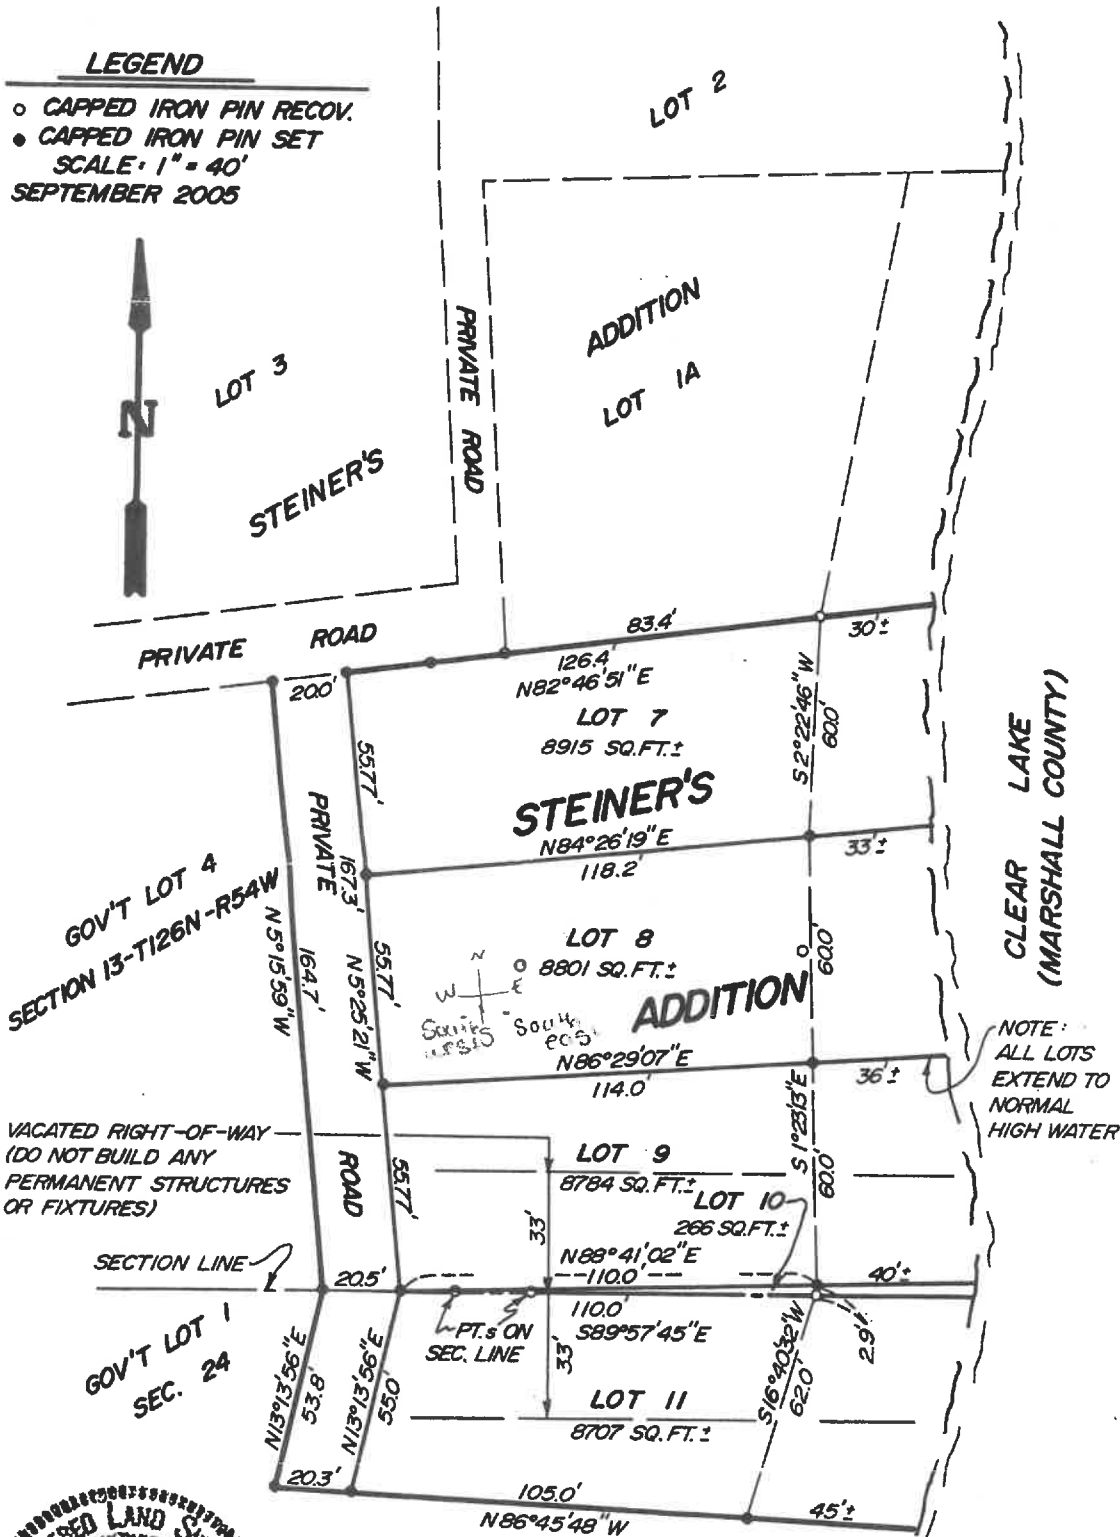 LEGEND
CAPPED IRON PIN RECOV.
CAPPED IRON PIN SET
SCALE: 1" = 40'
SEPTEMBER 2005
N
LOT 2
LOT 3
STEINER'S
PRIVATE ROAD
ADDITION
LOT 1A
PRIVATE ROAD
20.0'
83.4'
30'±
126.4'
N82°46'51"E
LOT 7
8915 SQ.FT.±
S2°22'46"W
60.0'
55.77'
STEINER'S
N84°26'19"E
118.2'
33'±
CLEAR LAKE
(MARSHALL COUNTY)
GOV'T LOT 4
SECTION 13-T126N-R54W
N5°15'59"W
164.7'
PRIVATE
167.3'
N5°25'21"W
55.77'
LOT 8
8801 SQ.FT.±
60.0'
N
W E
S
South
ADDITION
N86°29'07"E
114.0'
36'±
NOTE:
ALL LOTS
EXTEND TO
NORMAL
HIGH WATER
S1°23'13"E
60.0'
VACATED RIGHT-OF-WAY
(DO NOT BUILD ANY
PERMANENT STRUCTURES
OR FIXTURES)
ROAD
55.77'
LOT 9
8784 SQ.FT.±
LOT 10
266 SQ.FT.±
33'
N88°41'02"E
110.0'
40'±
SECTION LINE
20.5'
110.0'
S89°57'45"E
PT.s ON
SEC. LINE
33'
2.9'
GOV'T LOT 1
SEC. 24
N13°13'56"E
53.8'
N13°13'56"E
55.0'
S16°40'32"W
62.0'
LOT 11
8707 SQ.FT.±
20.3'
105.0'
N86°45'48"W
45'±
LAND